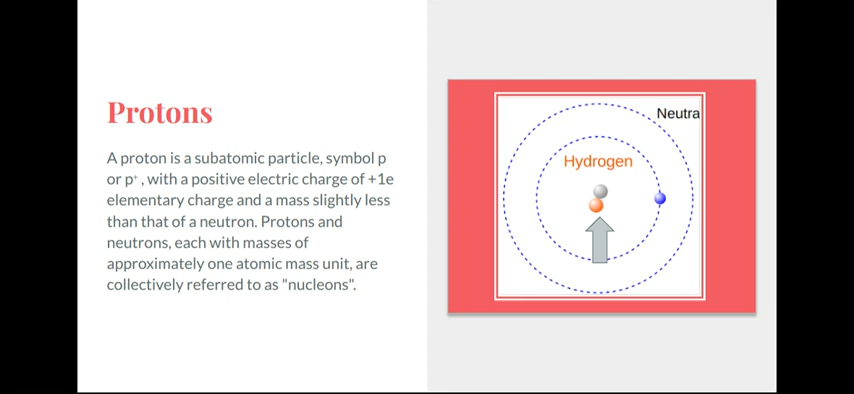 Protons
A proton is a subatomic particle, symbol p
or p⁺ , with a positive electric charge of +1e
elementary charge and a mass slightly less
than that of a neutron. Protons and
neutrons, each with masses of
approximately one atomic mass unit, are
collectively referred to as "nucleons".
Neutra
Hydrogen